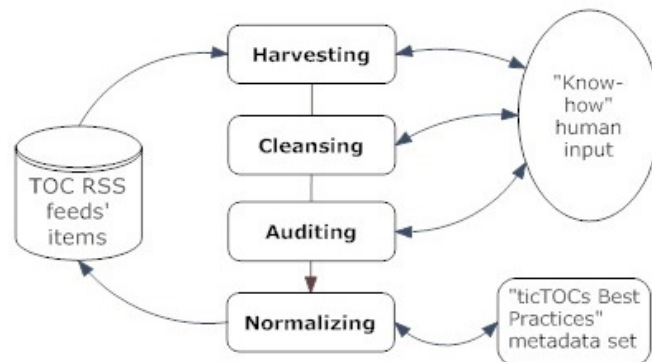 Harvesting
"Know-
how"
human
input
Cleansing
TOC RSS
feeds'
items
Auditing
Normalizing
"ticTOCs Best
Practices"
metadata set